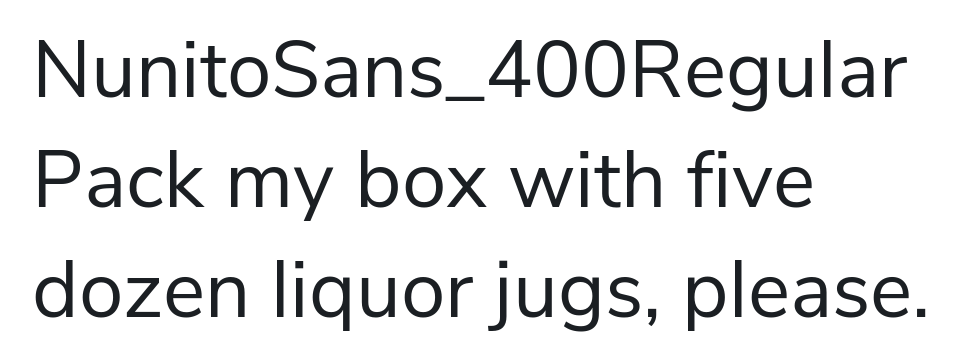 NunitoSans_400Regular
Pack my box with five
dozen liquor jugs, please.